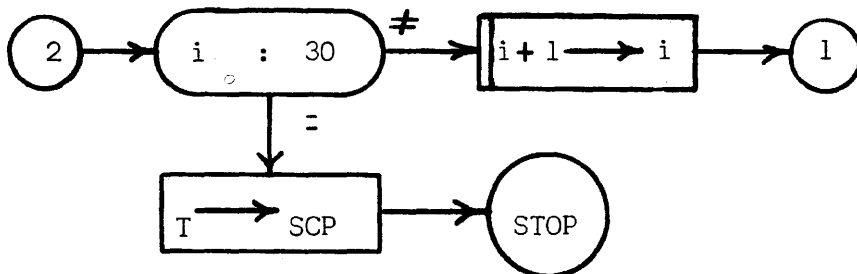 2 i : 30 ≠ i + 1 → i 1
=
T → SCP STOP